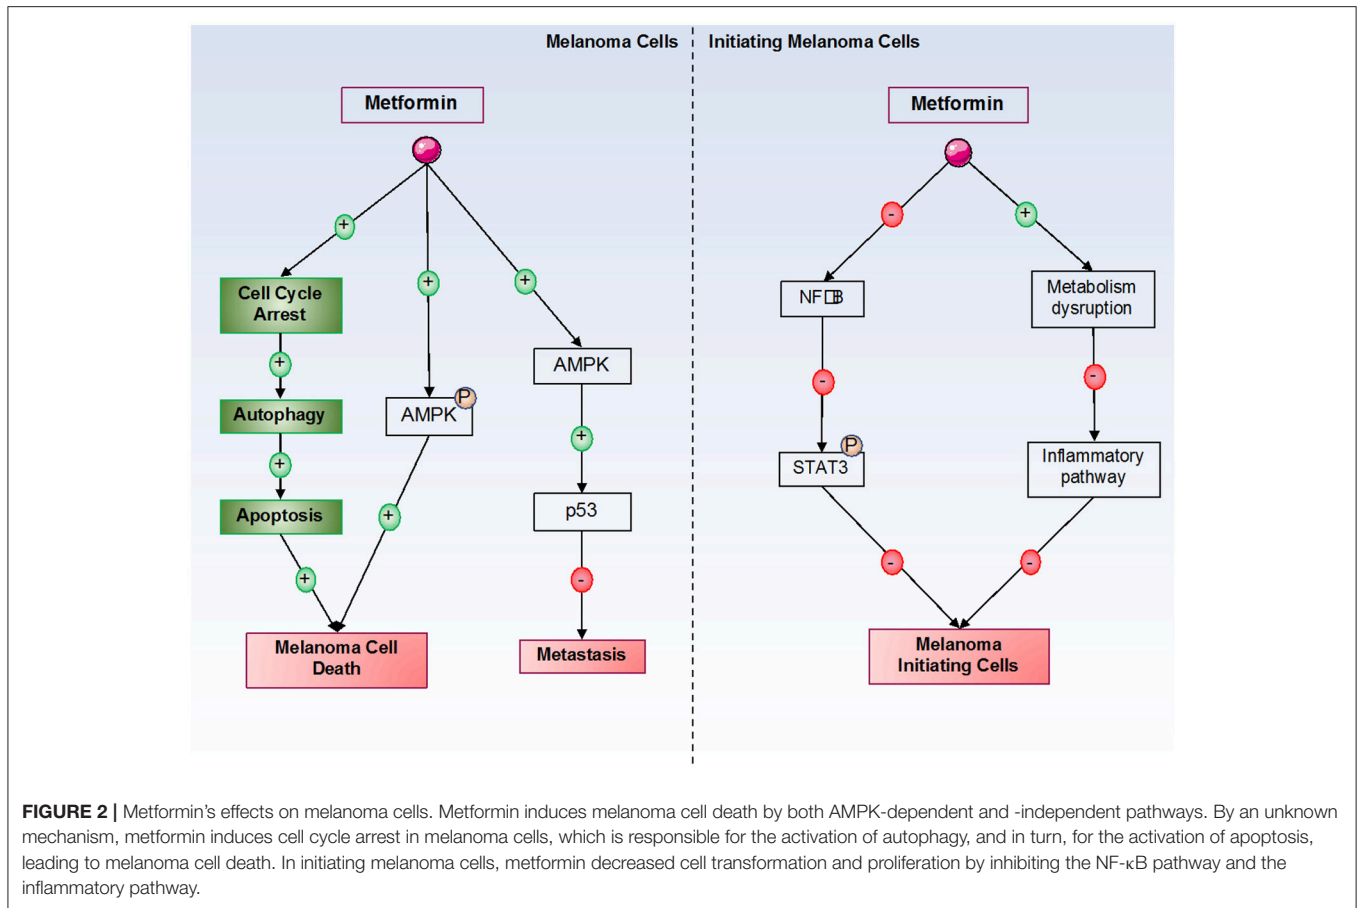 Melanoma Cells
Initiating Melanoma Cells
Metformin
+
+
+
Cell Cycle
Arrest
+
Autophagy
+
Apoptosis
+
AMPK
P
+
AMPK
+
p53
-
Melanoma Cell
Death
Metastasis
Metformin
-
+
NF□B
-
STAT3
P
-
Metabolism
dysruption
-
Inflammatory
pathway
-
Melanoma
Initiating Cells
FIGURE 2 | Metformin's effects on melanoma cells. Metformin induces melanoma cell death by both AMPK-dependent and -independent pathways. By an unknown
mechanism, metformin induces cell cycle arrest in melanoma cells, which is responsible for the activation of autophagy, and in turn, for the activation of apoptosis,
leading to melanoma cell death. In initiating melanoma cells, metformin decreased cell transformation and proliferation by inhibiting the NF-κB pathway and the
inflammatory pathway.